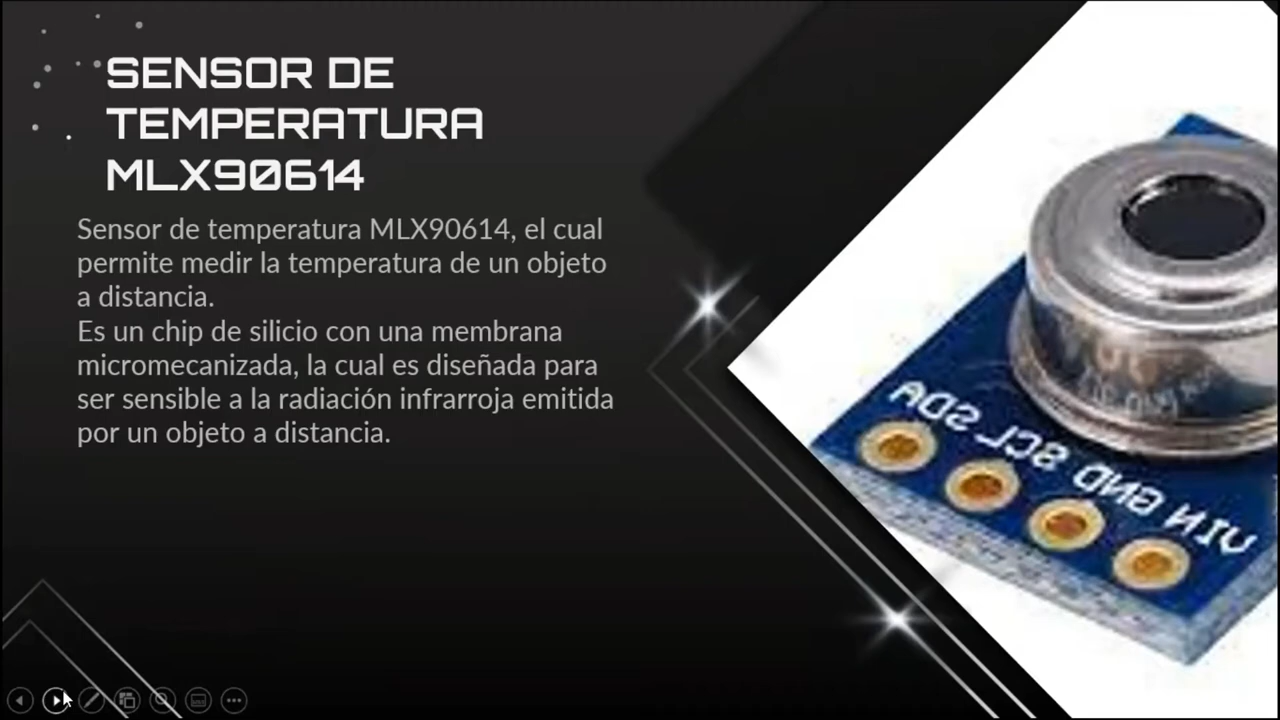 SENSOR DE
TEMPERATURA
MLX90614
Sensor de temperatura MLX90614, el cual
permite medir la temperatura de un objeto
a distancia.
Es un chip de silicio con una membrana
micromecanizada, la cual es diseñada para
ser sensible a la radiación infrarroja emitida
por un objeto a distancia.
VIN GND SCL SDA